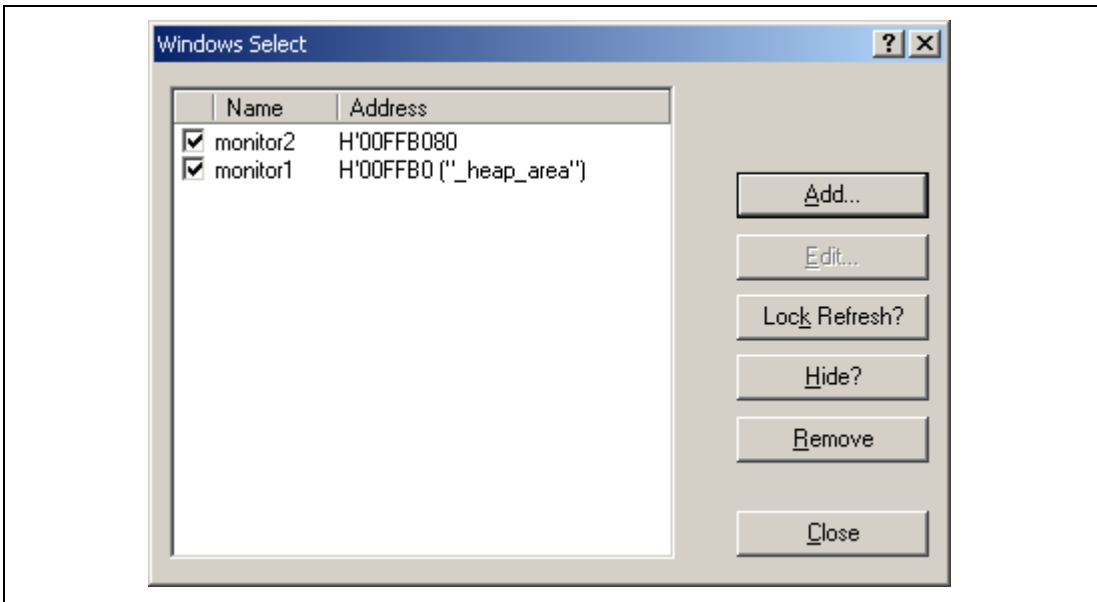 Windows Select
Name Address
monitor2 H'00FFB080
monitor1 H'00FFB0 ("_heap_area")
Add...
Edit...
Lock Refresh?
Hide?
Remove
Close